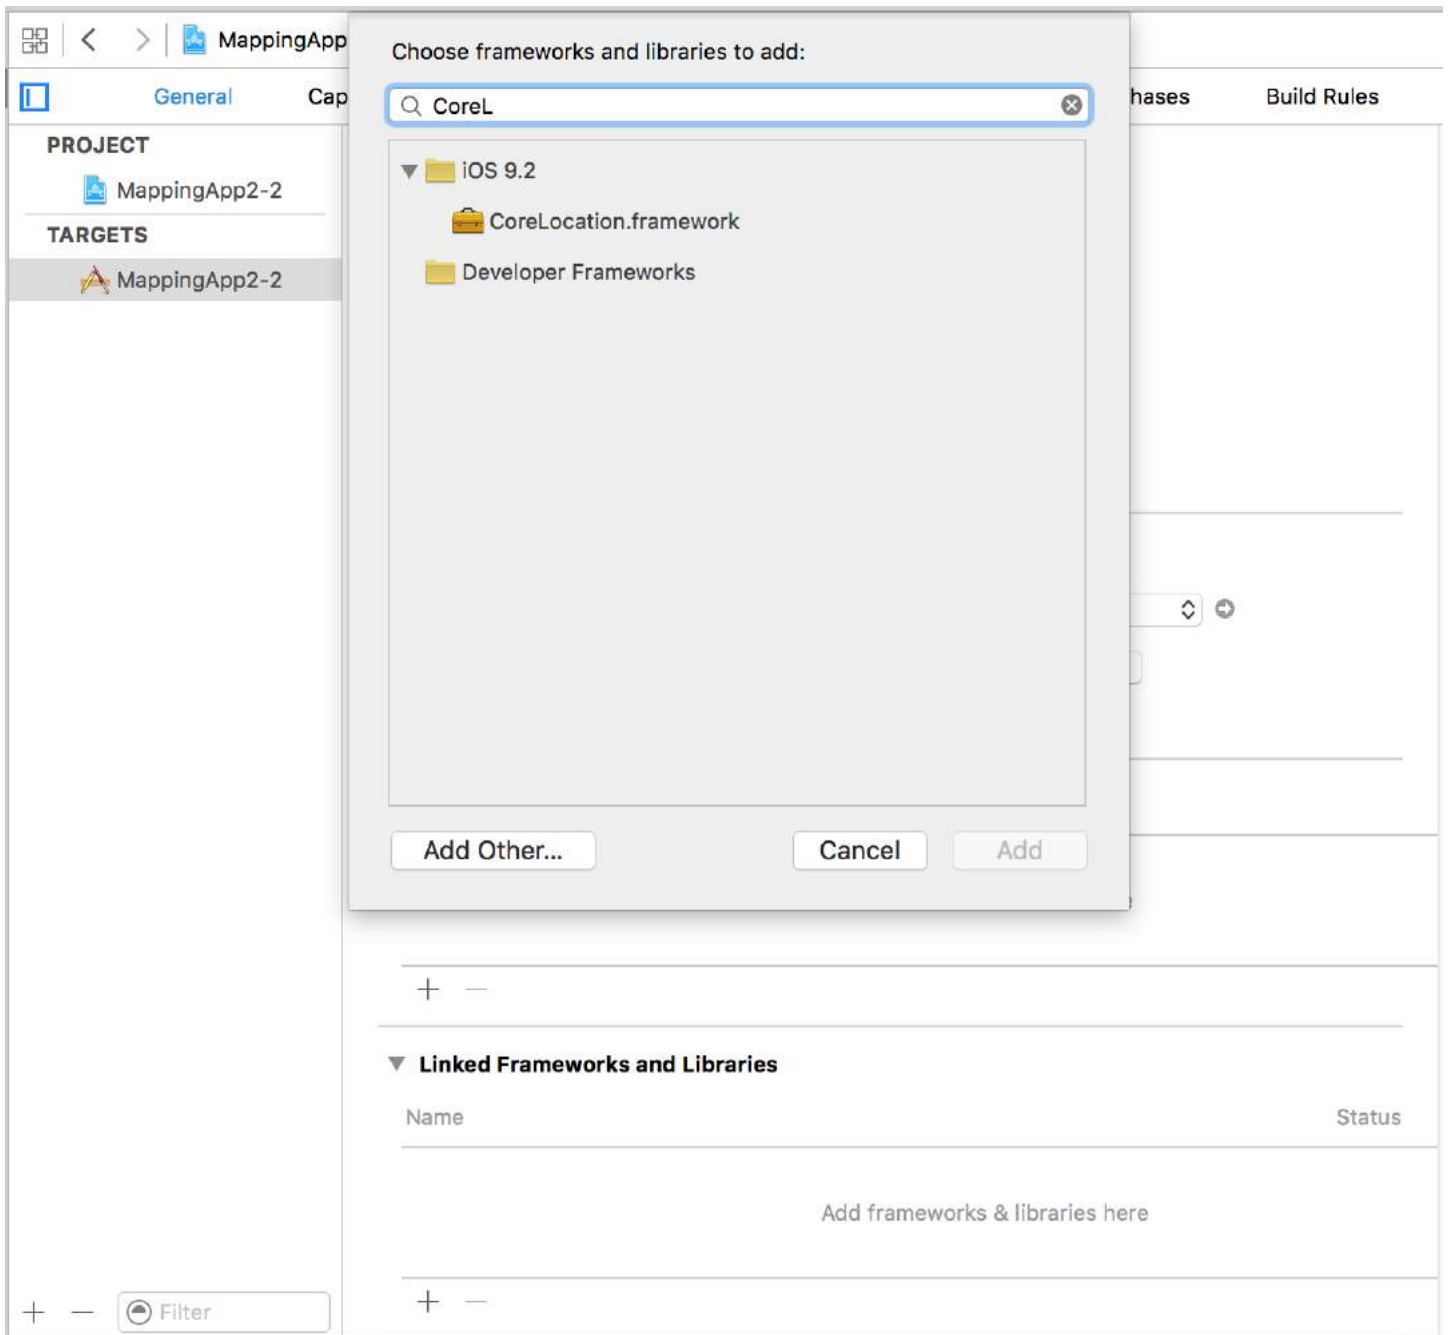 MappingApp
Choose frameworks and libraries to add:
General
Cap
CoreL
hases
Build Rules
PROJECT
MappingApp2-2
TARGETS
MappingApp2-2
iOS 9.2
CoreLocation.framework
Developer Frameworks
Add Other...
Cancel
Add
Linked Frameworks and Libraries
Name
Status
Add frameworks & libraries here
Filter